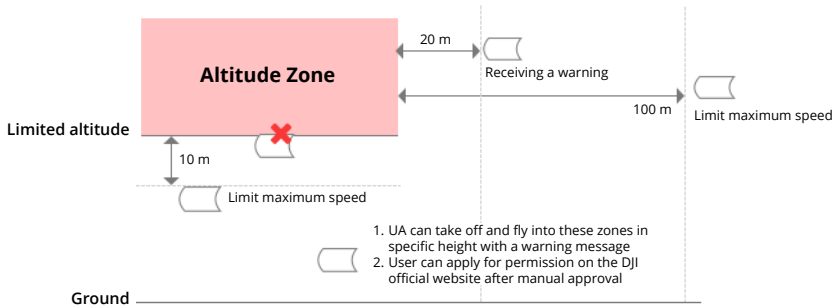 20 m
Receiving a warning
Altitude Zone
100 m
Limit maximum speed
Limited altitude
10 m
Limit maximum speed
1. UA can take off and fly into these zones in
specific height with a warning message
2. User can apply for permission on the DJI
official website after manual approval
Ground